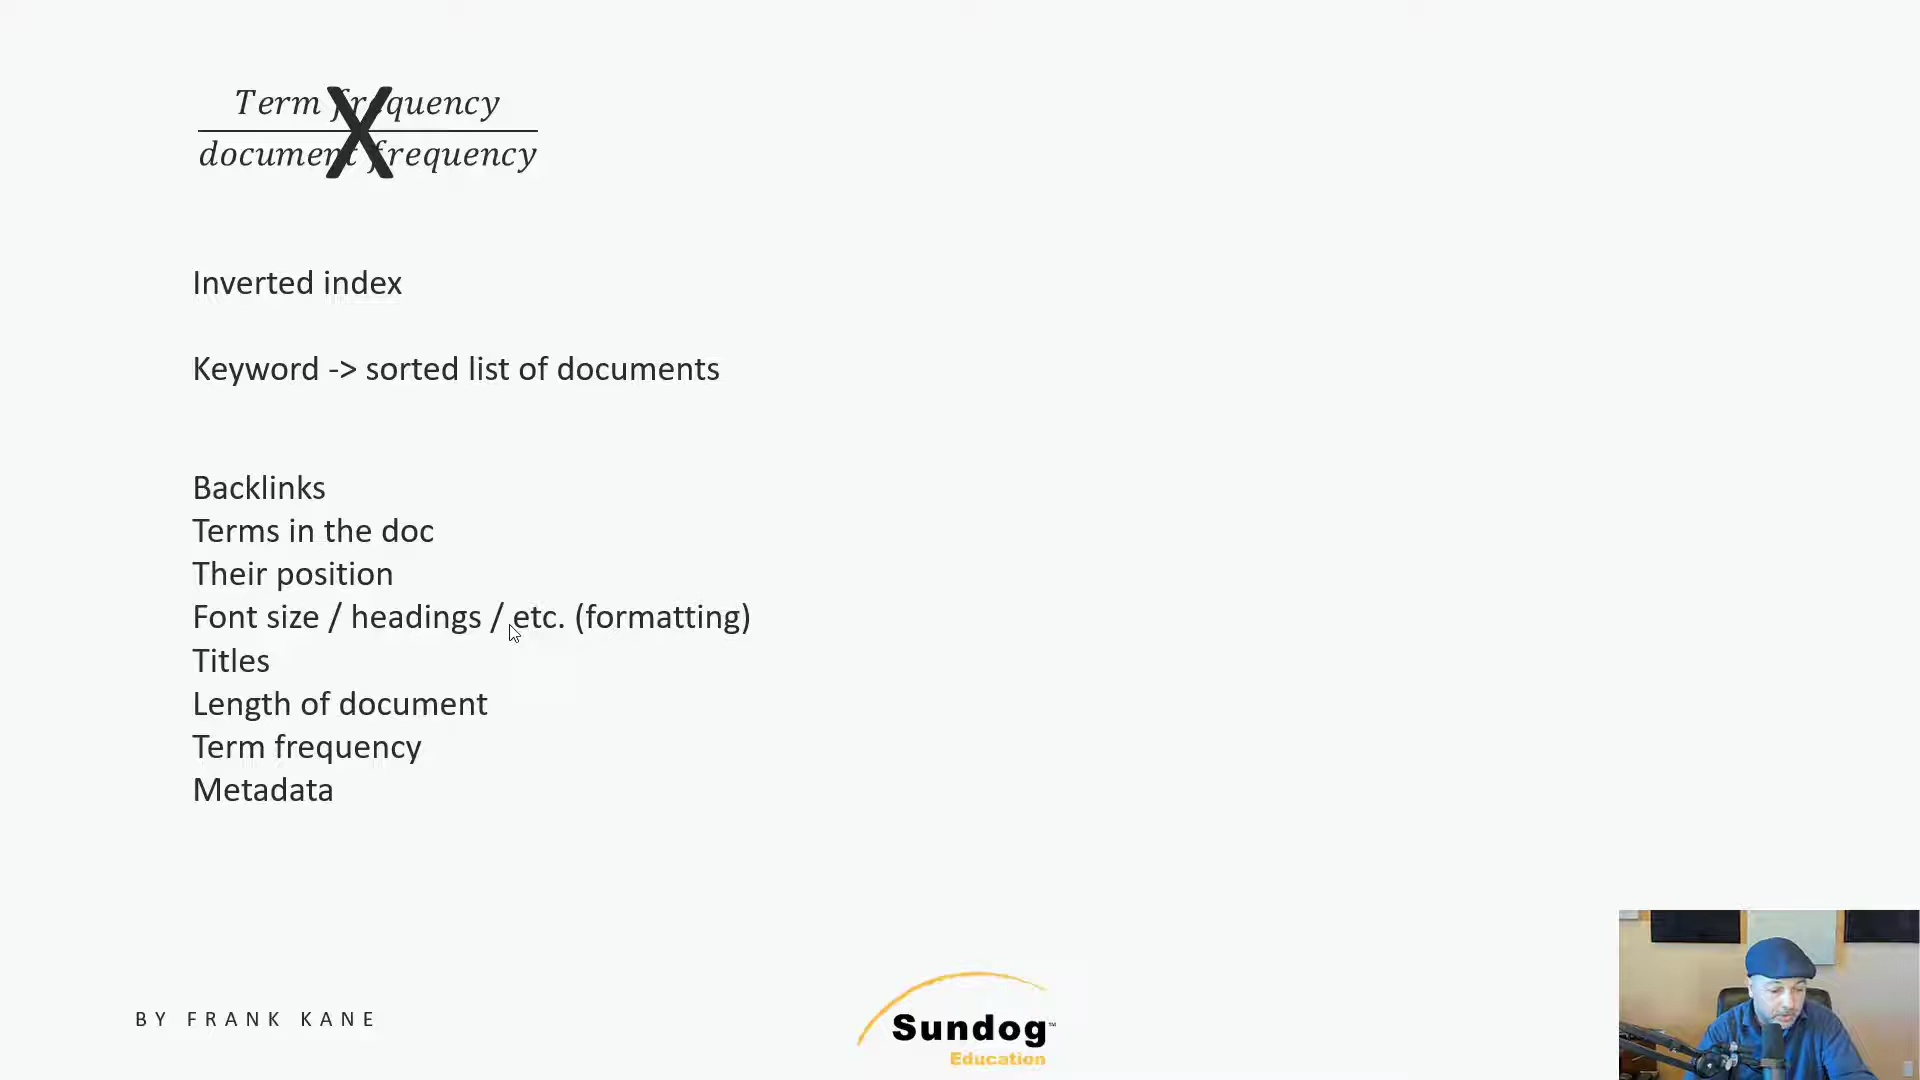 Term frequency
document frequency
X
Inverted index
Keyword -> sorted list of documents
Backlinks
Terms in the doc
Their position
Font size / headings / etc. (formatting)
Titles
Length of document
Term frequency
Metadata
BY FRANK KANE
Sundog™
Education